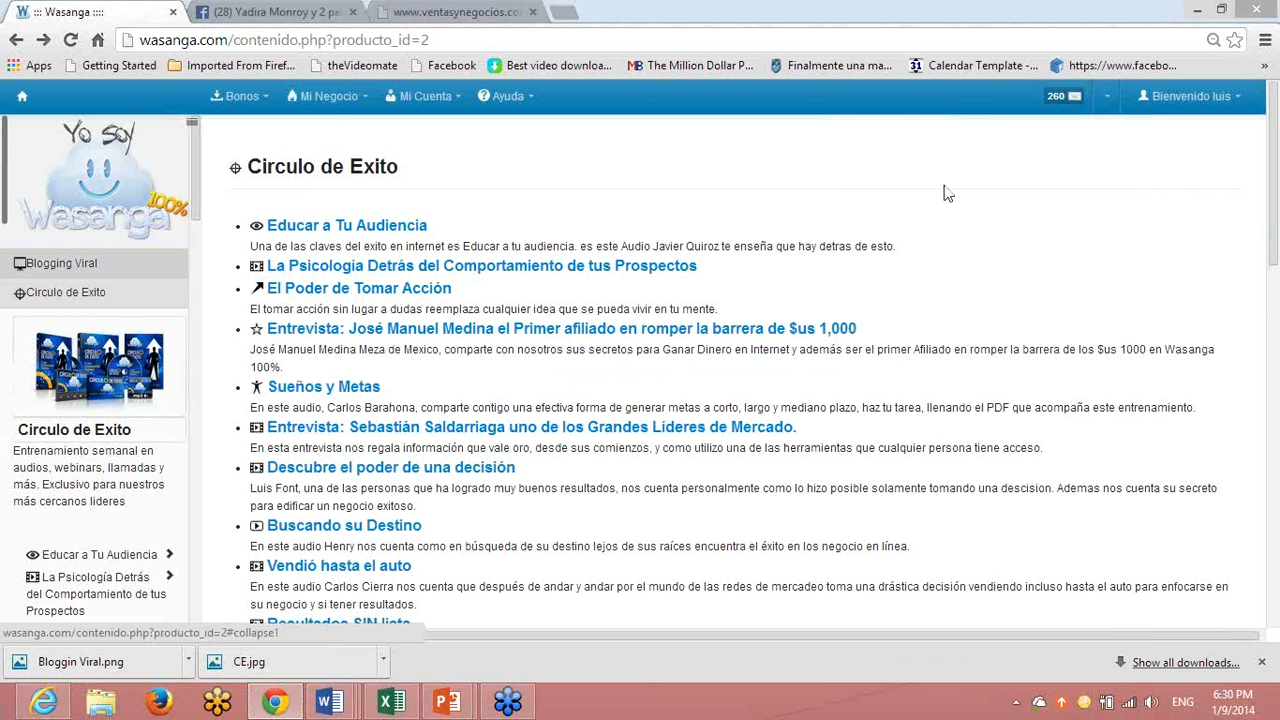 ::: Wasanga ::::
(28) Yadira Monroy y 2 pe
www.ventasynegocios.co
wasanga.com/contenido.php?producto_id=2
Apps Getting Started Imported From Firef... theVideomate Facebook Best video downloa... MB The Million Dollar P... Finalmente una ma... 31 Calendar Template -... https://www.facebo... »
Bonos Mi Negocio Mi Cuenta Ayuda 260 Bienvenido luis
Yo soy
Wasanga 100%
Blogging Viral
Circulo de Exito
Circulo de Exito
Entrenamiento semanal en
audios, webinars, llamadas y
más. Exclusivo para nuestros
más cercanos lideres
Educar a Tu Audiencia
La Psicología Detrás
del Comportamiento de tus
Prospectos
Circulo de Exito
Educar a Tu Audiencia
Una de las claves del exito en internet es Educar a tu audiencia. es este Audio Javier Quiroz te enseña que hay detras de esto.
La Psicología Detrás del Comportamiento de tus Prospectos
El Poder de Tomar Acción
El tomar acción sin lugar a dudas reemplaza cualquier idea que se pueda vivir en tu mente.
Entrevista: José Manuel Medina el Primer afiliado en romper la barrera de $us 1,000
José Manuel Medina Meza de Mexico, comparte con nosotros sus secretos para Ganar Dinero en Internet y además ser el primer Afiliado en romper la barrera de los $us 1000 en Wasanga
100%.
Sueños y Metas
En este audio, Carlos Barahona, comparte contigo una efectiva forma de generar metas a corto, largo y mediano plazo, haz tu tarea, llenando el PDF que acompaña este entrenamiento.
Entrevista: Sebastián Saldarriaga uno de los Grandes Líderes de Mercado.
En esta entrevista nos regala información que vale oro, desde sus comienzos, y como utilizo una de las herramientas que cualquier persona tiene acceso.
Descubre el poder de una decisión
Luis Font, una de las personas que ha logrado muy buenos resultados, nos cuenta personalmente como lo hizo posible solamente tomando una descision. Ademas nos cuenta su secreto
para edificar un negocio exitoso.
Buscando su Destino
En este audio Henry nos cuenta como en búsqueda de su destino lejos de sus raíces encuentra el éxito en los negocio en línea.
Vendió hasta el auto
En este audio Carlos Cierra nos cuenta que después de andar y andar por el mundo de las redes de mercadeo toma una drástica decisión vendiendo incluso hasta el auto para enfocarse en
su negocio y si tener resultados.
Resultados SIN lista
wasanga.com/contenido.php?producto_id=2#collapse1
Bloggin Viral.png
CE.jpg
Show all downloads...
ENG
6:30 PM
1/9/2014